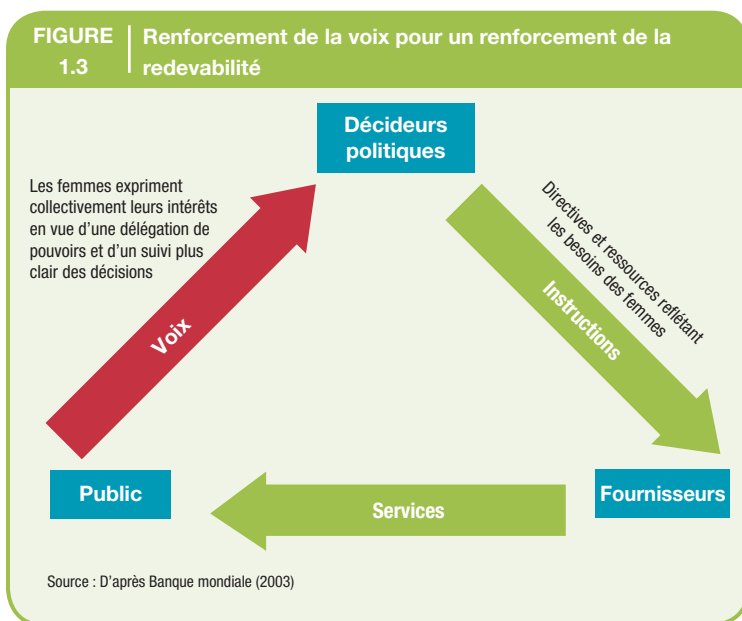 FIGURE
1.3
Renforcement de la voix pour un renforcement de la
redevabilité
Décideurs
politiques
Les femmes expriment
collectivement leurs intérêts
en vue d’une délégation de
pouvoirs et d’un suivi plus
clair des décisions
Voix
Directives et ressources reflétant
les besoins des femmes
Instructions
Public
Services
Fournisseurs
Source : D’après Banque mondiale (2003)